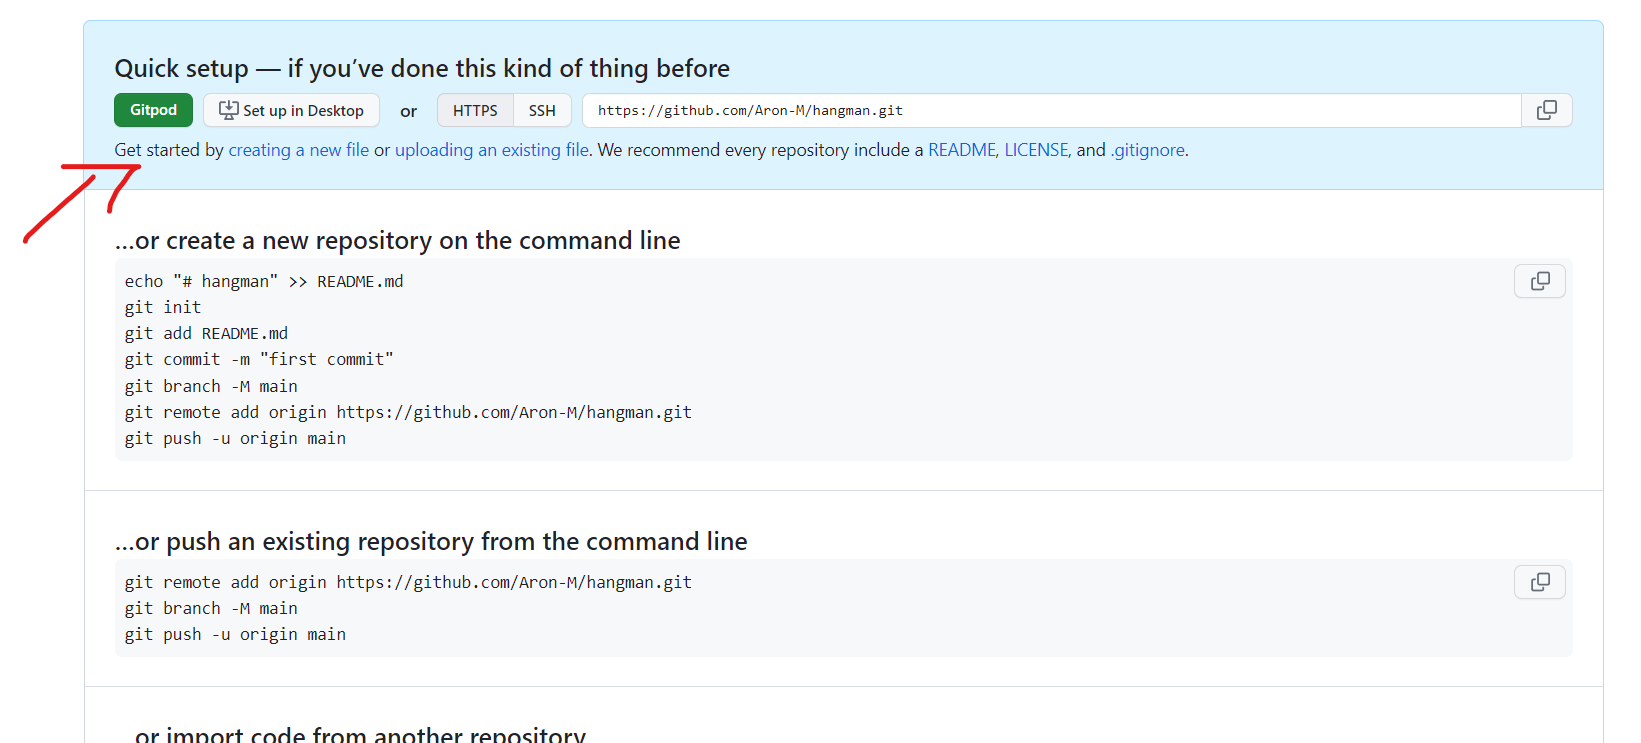 Quick setup — if you’ve done this kind of thing before
Gitpod Set up in Desktop or HTTPS SSH https://github.com/Aron-M/hangman.git
Get started by creating a new file or uploading an existing file. We recommend every repository include a README, LICENSE, and .gitignore.
…or create a new repository on the command line
echo "# hangman" >> README.md
git init
git add README.md
git commit -m "first commit"
git branch -M main
git remote add origin https://github.com/Aron-M/hangman.git
git push -u origin main
…or push an existing repository from the command line
git remote add origin https://github.com/Aron-M/hangman.git
git branch -M main
git push -u origin main
…or import code from another repository